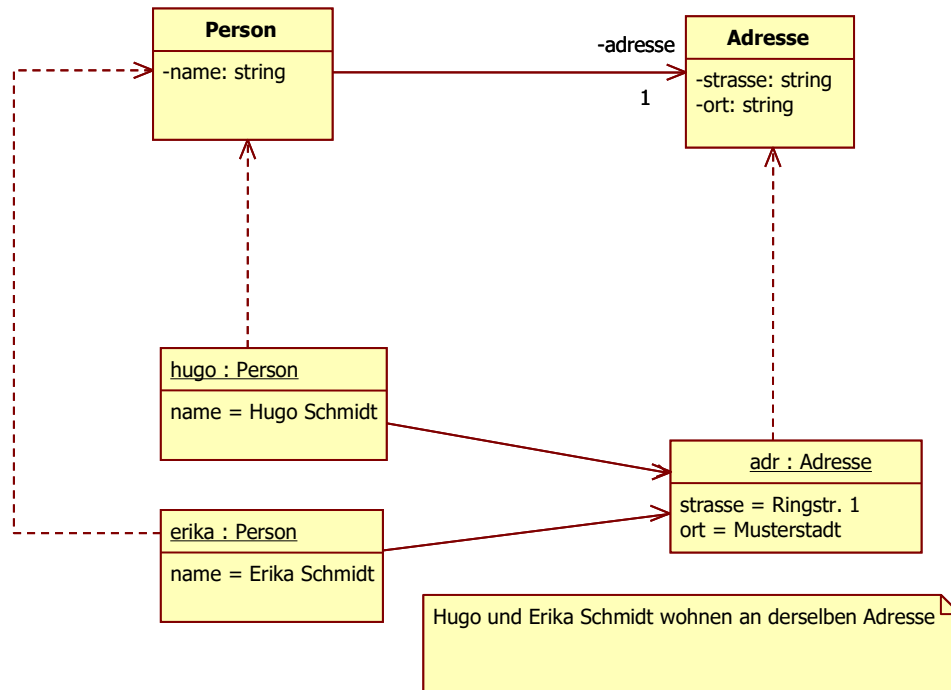 Person
-name: string
-adresse
1
Adresse
-strasse: string
-ort: string
hugo : Person
name = Hugo Schmidt
erika : Person
name = Erika Schmidt
adr : Adresse
strasse = Ringstr. 1
ort = Musterstadt
Hugo und Erika Schmidt wohnen an derselben Adresse